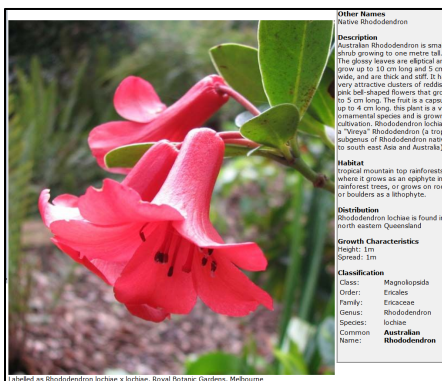 Other Names
Native Rhododendron
Description
Australian Rhododendron is sma
shrub growing to one metre tall.
The glossy leaves are elliptical ar
grow up to 10 cm long and 5 cm
wide, and are thick and stiff. It h
very attractive clusters of reddis
pink bell-shaped flowers that gro
to 5 cm long. The fruit is a capsu
up to 4 cm long. this plant is a v
ornamental species and is grown
cultivation. Rhododendron lochia
a "Vireya" Rhododendron (a trop
subgenus of Rhododendron nativ
to south east Asia and Australia)
Habitat
tropical mountain top rainforests
where it grows as an epiphyte in
rainforest trees, or grows on roc
or boulders as a lithophyte.
Distribution
Rhododendron lochiae is found in
north eastern Queensland
Growth Characteristics
Height: 1m
Spread: 1m
Classification
Class: Magnoliopsida
Order: Ericales
Family: Ericaceae
Genus: Rhododendron
Species: lochiae
Common Australian
Name: Rhododendron
Labelled as Rhododendron lochiae x lochiae, Royal Botanic Gardens, Melbourne